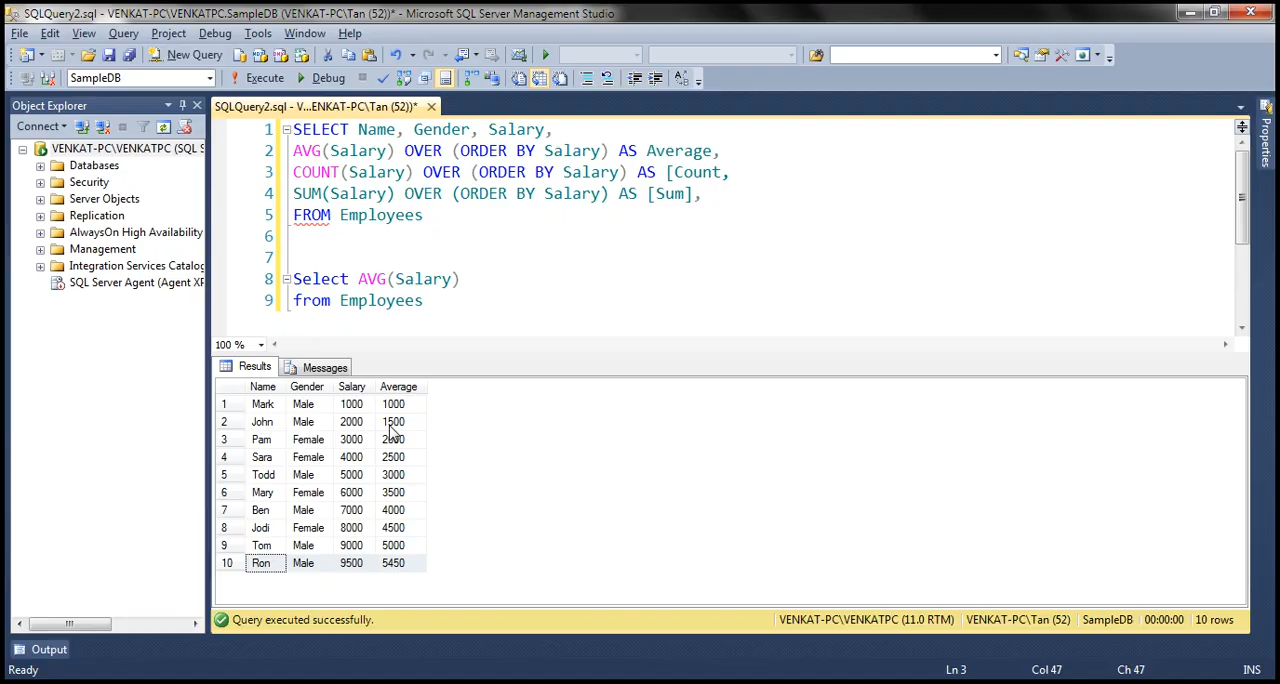 SQLQuery2.sql - VENKAT-PC\VENKATPC.SampleDB (VENKAT-PC\Tan (52))* - Microsoft SQL Server Management Studio
File Edit View Query Project Debug Tools Window Help
New Query
SampleDB Execute Debug
Object Explorer
SQLQuery2.sql - V...ENKAT-PC\Tan (52))*
Properties
Connect
VENKAT-PC\VENKATPC (SQL S
Databases
Security
Server Objects
Replication
AlwaysOn High Availability
Management
Integration Services Catalog
SQL Server Agent (Agent XP
1 SELECT Name, Gender, Salary,
2 AVG(Salary) OVER (ORDER BY Salary) AS Average,
3 COUNT(Salary) OVER (ORDER BY Salary) AS [Count,
4 SUM(Salary) OVER (ORDER BY Salary) AS [Sum],
5 FROM Employees
6
7
8 Select AVG(Salary)
9 from Employees
100 %
Results Messages
Name Gender Salary Average
1 Mark Male 1000 1000
2 John Male 2000 1500
3 Pam Female 3000 2000
4 Sara Female 4000 2500
5 Todd Male 5000 3000
6 Mary Female 6000 3500
7 Ben Male 7000 4000
8 Jodi Female 8000 4500
9 Tom Male 9000 5000
10 Ron Male 9500 5450
Query executed successfully. VENKAT-PC\VENKATPC (11.0 RTM) VENKAT-PC\Tan (52) SampleDB 00:00:00 10 rows
Output
Ready Ln 3 Col 47 Ch 47 INS